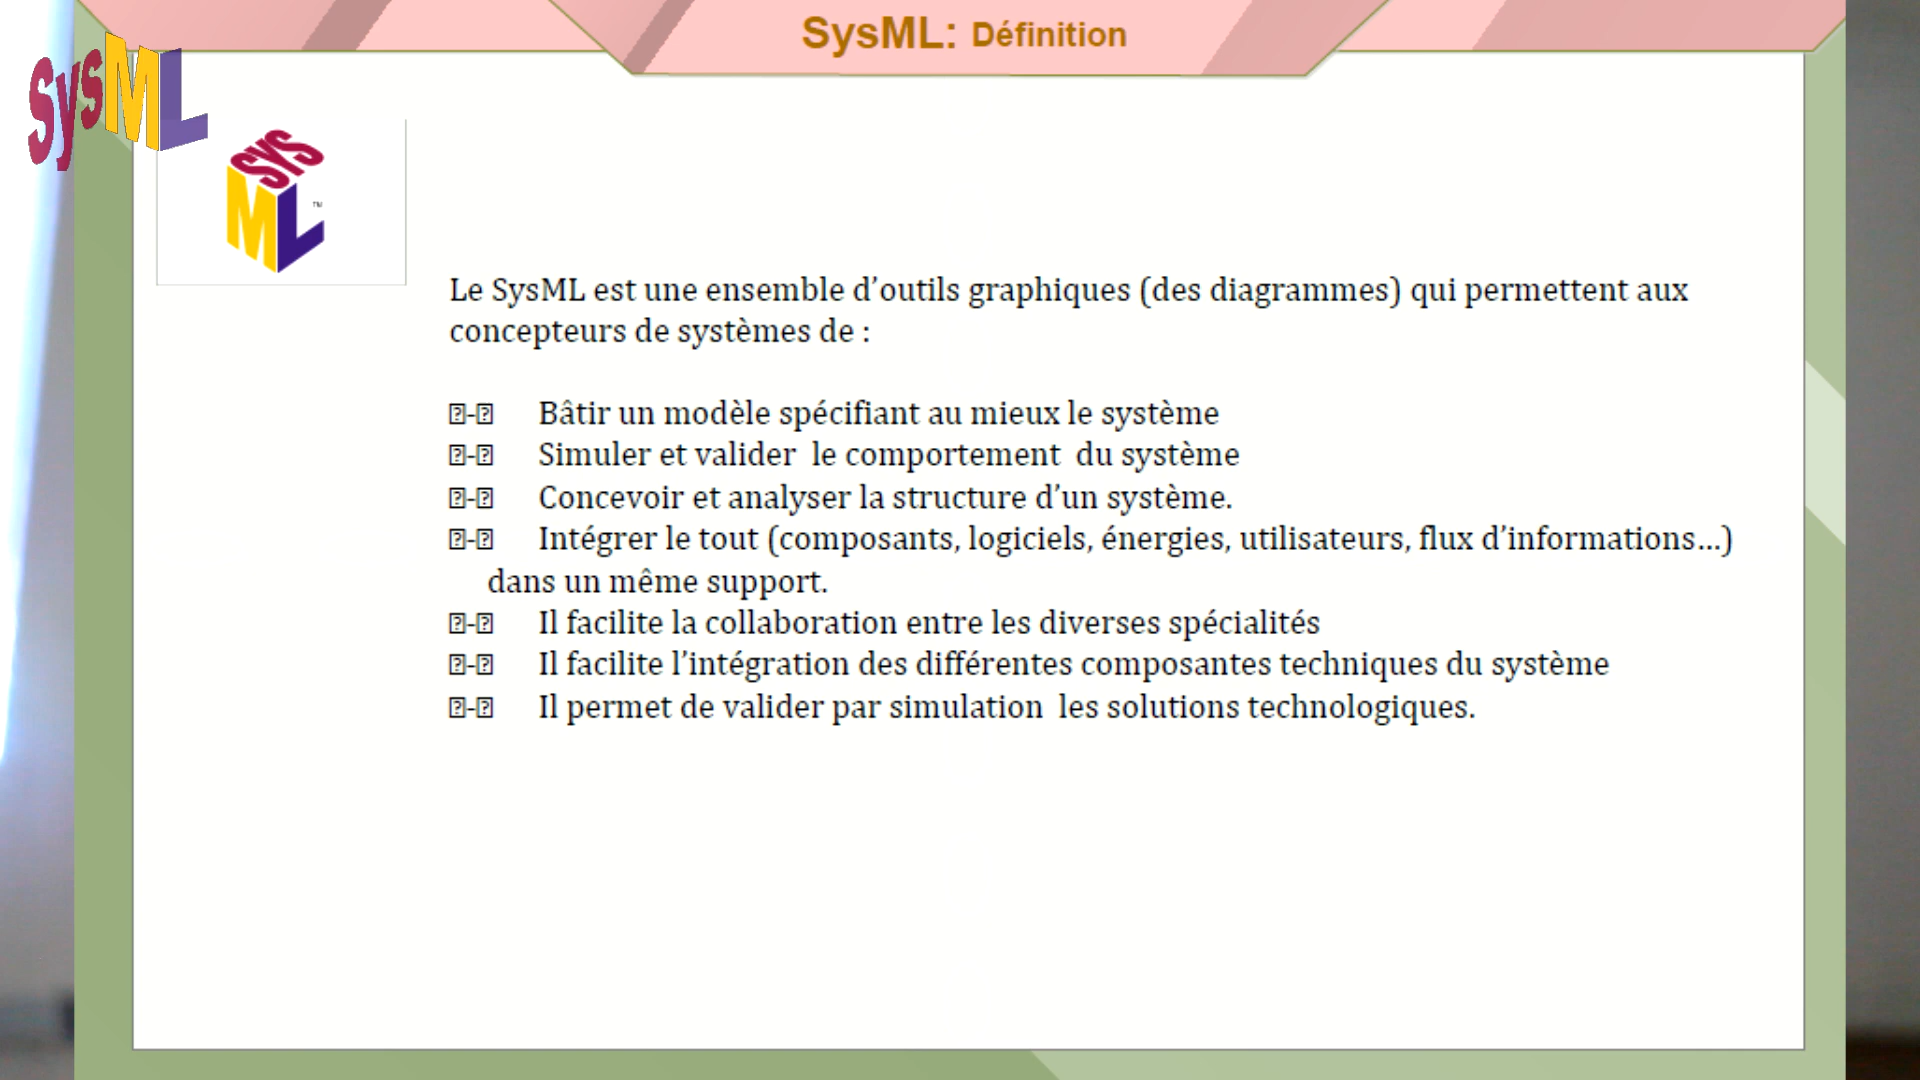 SysML: Définition
SysML
SYS
ML
TM
Le SysML est une ensemble d’outils graphiques (des diagrammes) qui permettent aux
concepteurs de systèmes de :
⍰-⍰ Bâtir un modèle spécifiant au mieux le système
⍰-⍰ Simuler et valider le comportement du système
⍰-⍰ Concevoir et analyser la structure d’un système.
⍰-⍰ Intégrer le tout (composants, logiciels, énergies, utilisateurs, flux d’informations...)
dans un même support.
⍰-⍰ Il facilite la collaboration entre les diverses spécialités
⍰-⍰ Il facilite l’intégration des différentes composantes techniques du système
⍰-⍰ Il permet de valider par simulation les solutions technologiques.